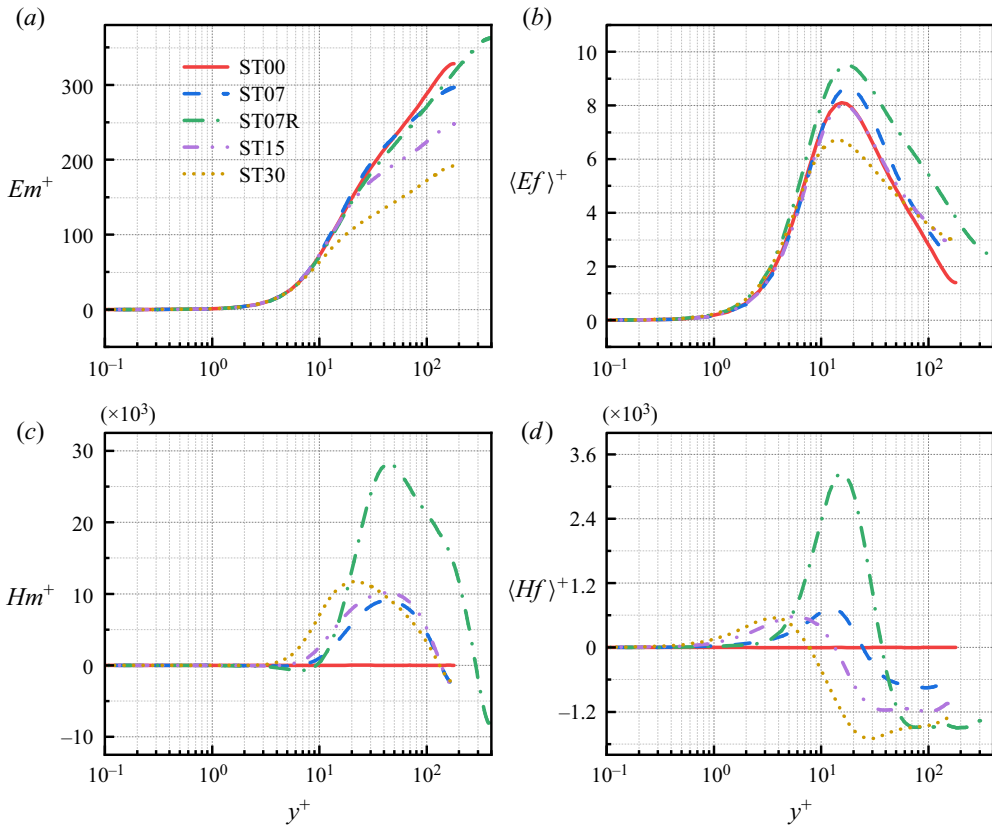 (a)
(b)
300
200
100
0
Em⁺
ST00
ST07
ST07R
ST15
ST30
10
8
6
4
2
0
⟨Ef⟩⁺
10⁻¹ 10⁰ 10¹ 10²
10⁻¹ 10⁰ 10¹ 10²
(×10³)
(×10³)
(c)
(d)
30
20
10
0
−10
Hm⁺
3.6
2.4
1.2
0
−1.2
⟨Hf⟩⁺
10⁻¹ 10⁰ 10¹ 10²
10⁻¹ 10⁰ 10¹ 10²
y⁺
y⁺